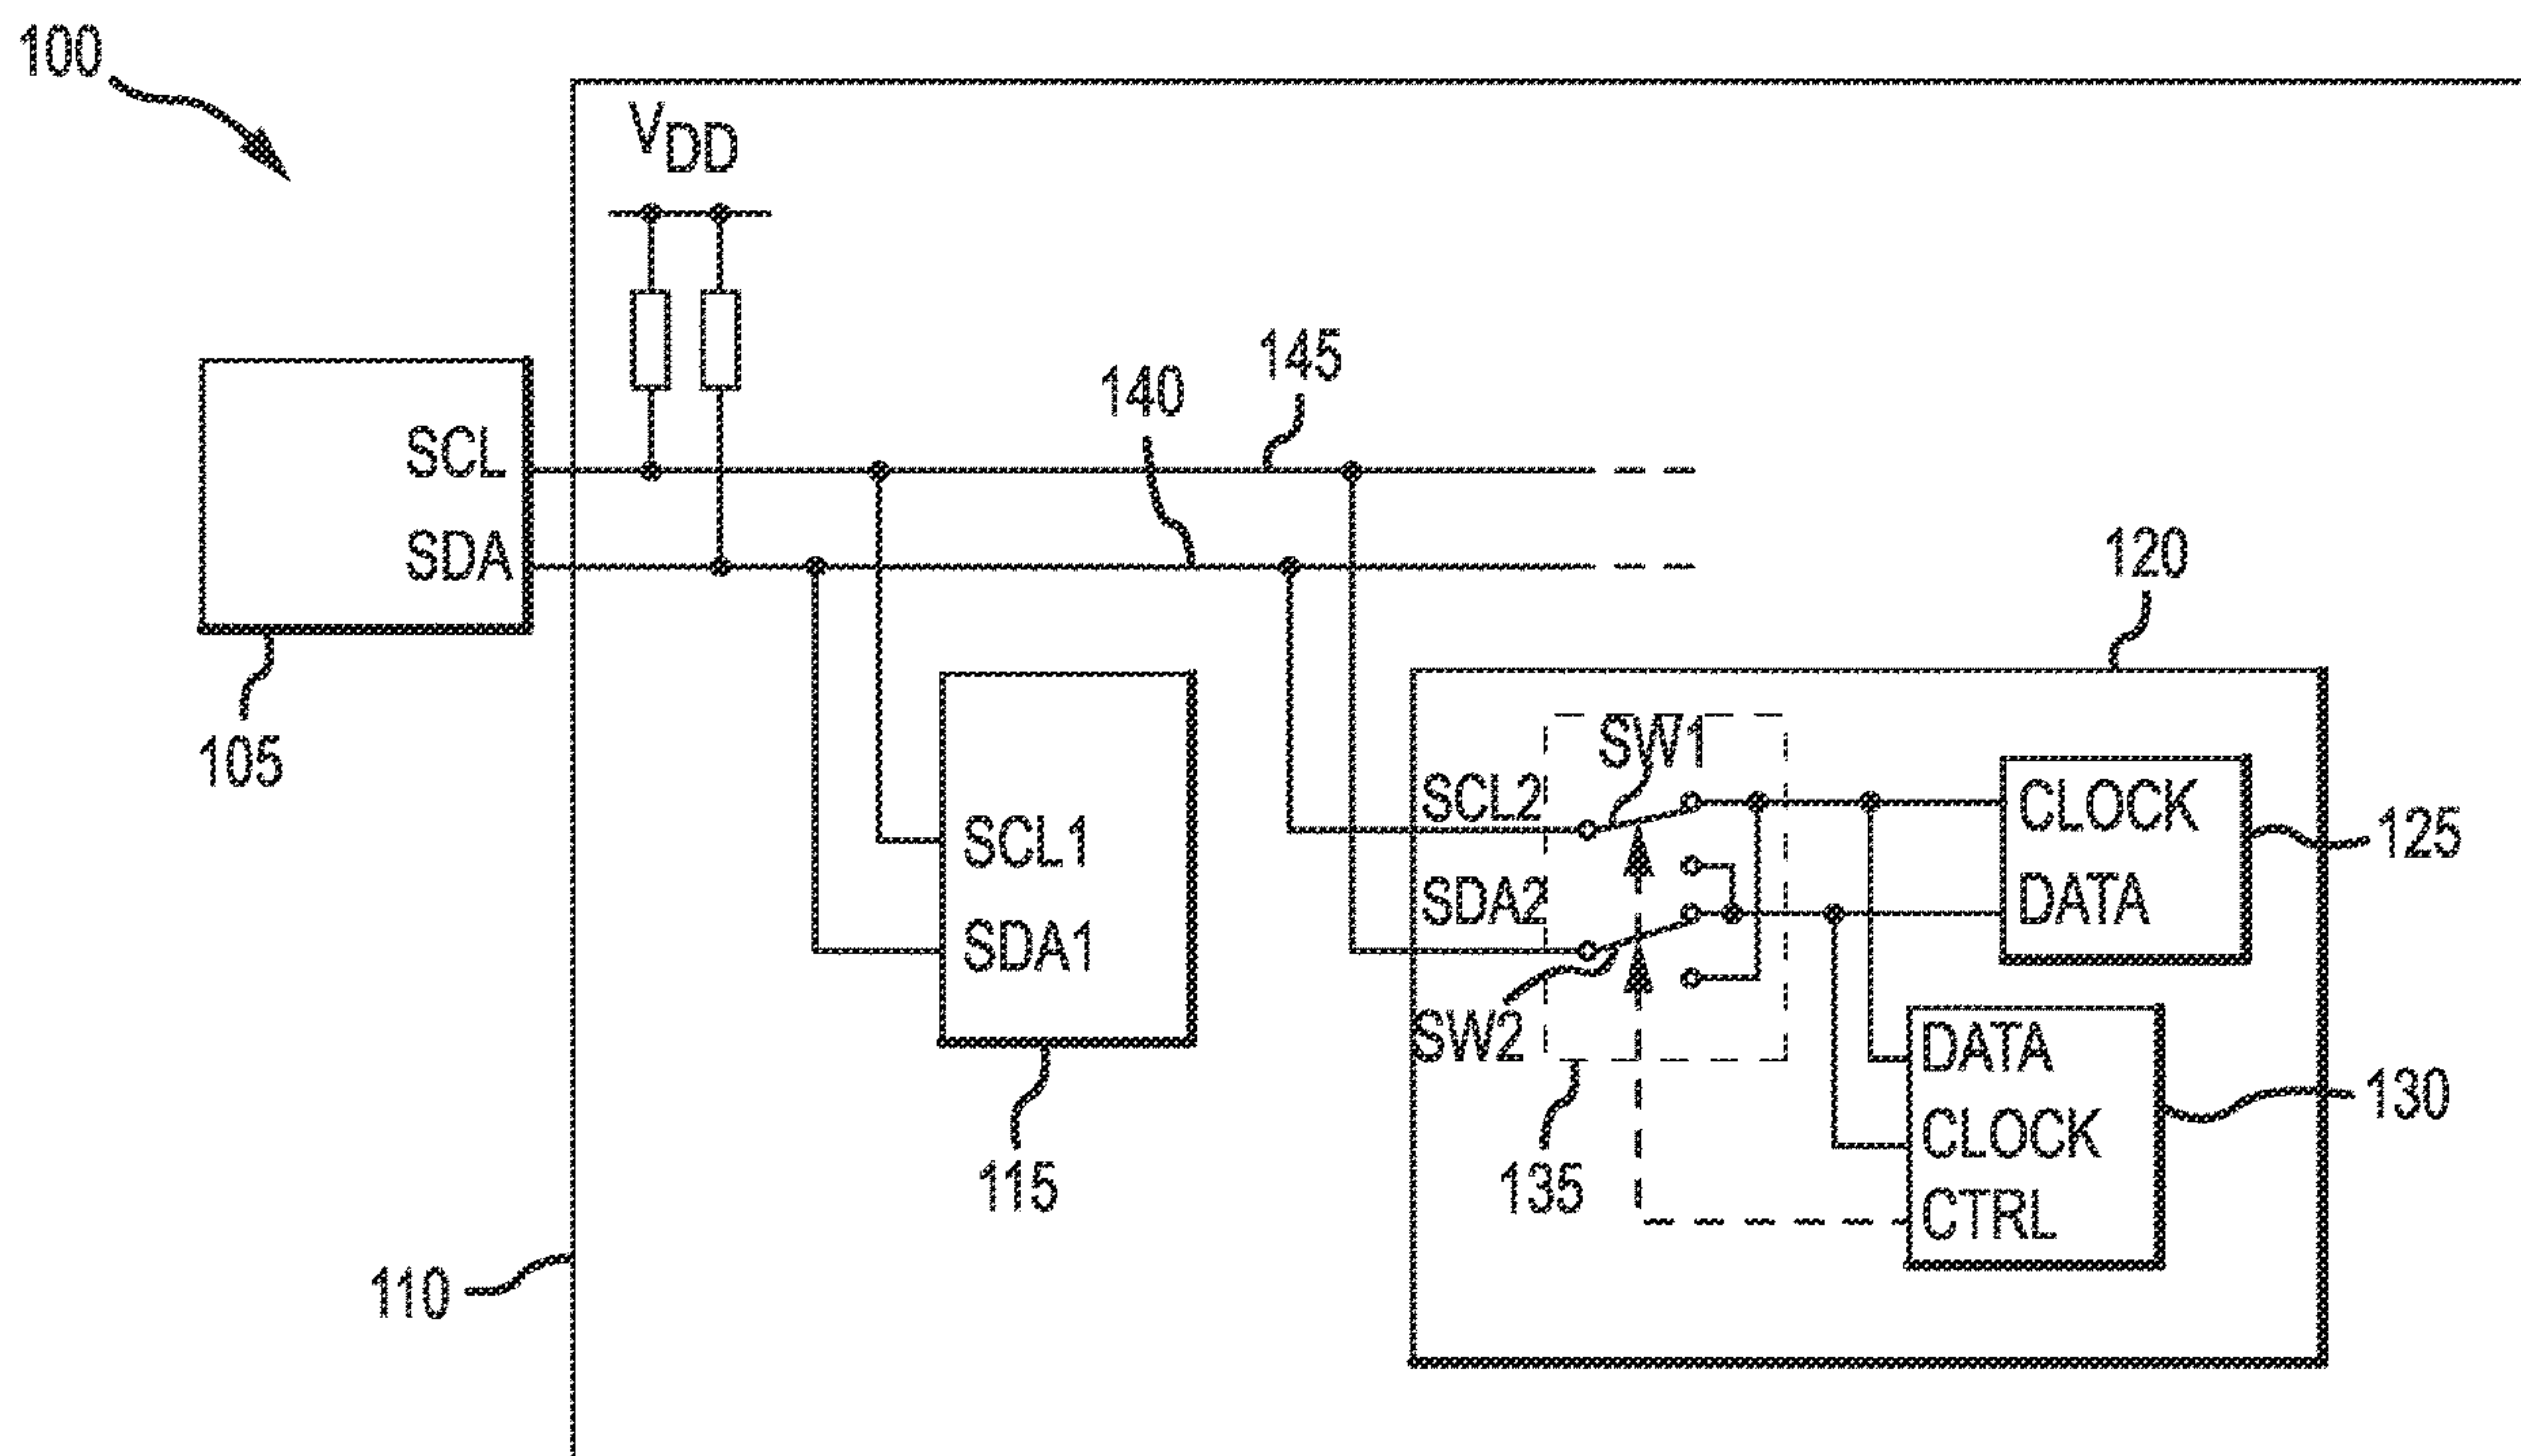 100
VDD
145
140
SCL
SDA
105
120
SW1
SCL2
SDA2
SW2
CLOCK
DATA
125
SCL1
SDA1
115
DATA
CLOCK
CTRL
130
135
110